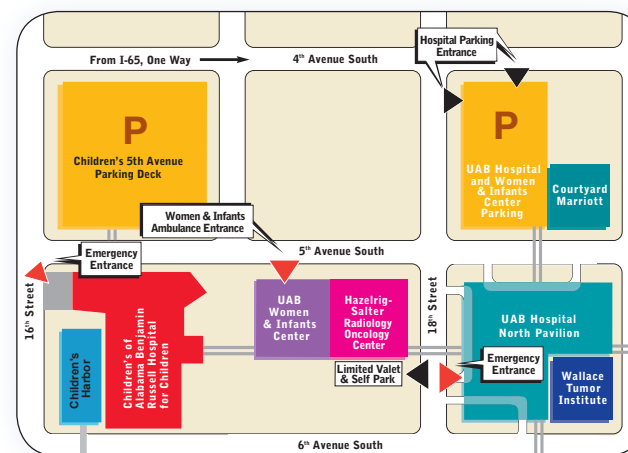 Hospital Parking
Entrance
From I-65, One Way
4th Avenue South
P
Children's 5th Avenue
Parking Deck
P
UAB Hospital
and Women
& Infants
Center
Parking
Courtyard
Marriott
Women & Infants
Ambulance Entrance
5th Avenue South
Emergency
Entrance
16th Street
Children's
Harbor
Children's of
Alabama Benjamin
Russell Hospital
for Children
UAB
Women
& Infants
Center
Hazelrig-
Salter
Radiology
Oncology
Center
18th Street
UAB Hospital
North Pavilion
Limited Valet
& Self Park
Emergency
Entrance
Wallace
Tumor
Institute
6th Avenue South